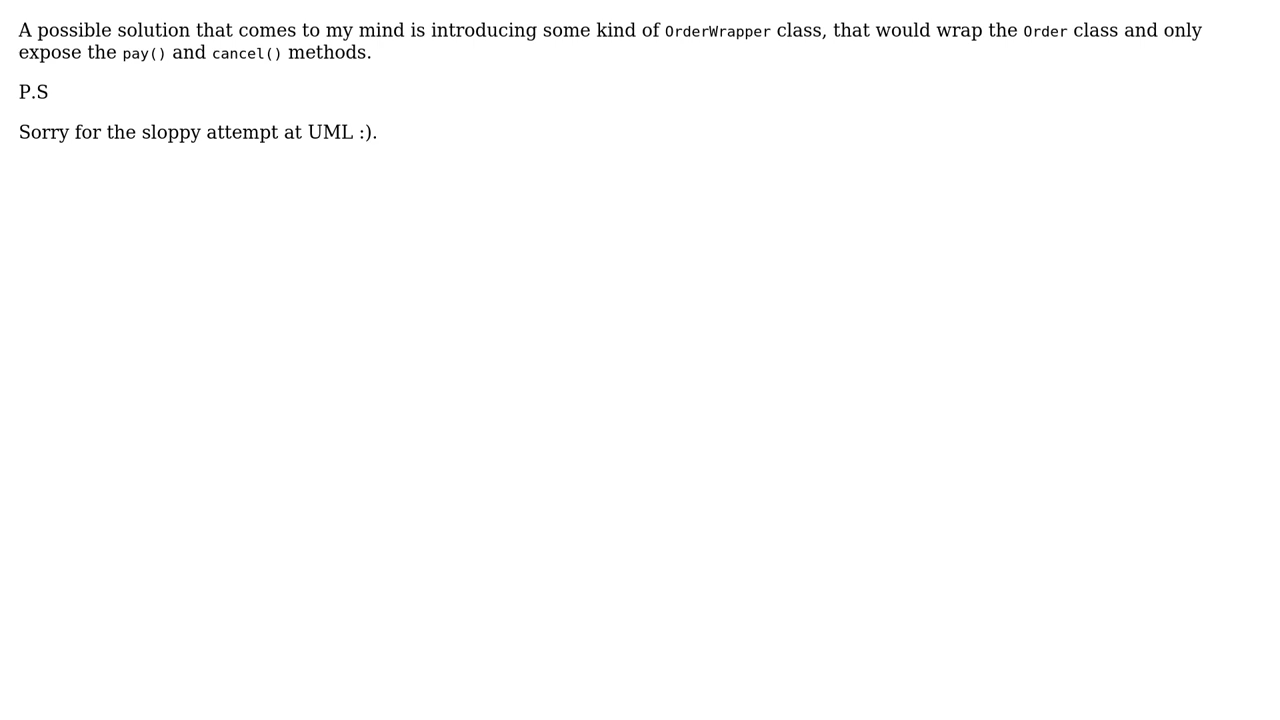 A possible solution that comes to my mind is introducing some kind of OrderWrapper class, that would wrap the Order class and only
expose the pay() and cancel() methods.
P.S
Sorry for the sloppy attempt at UML :).